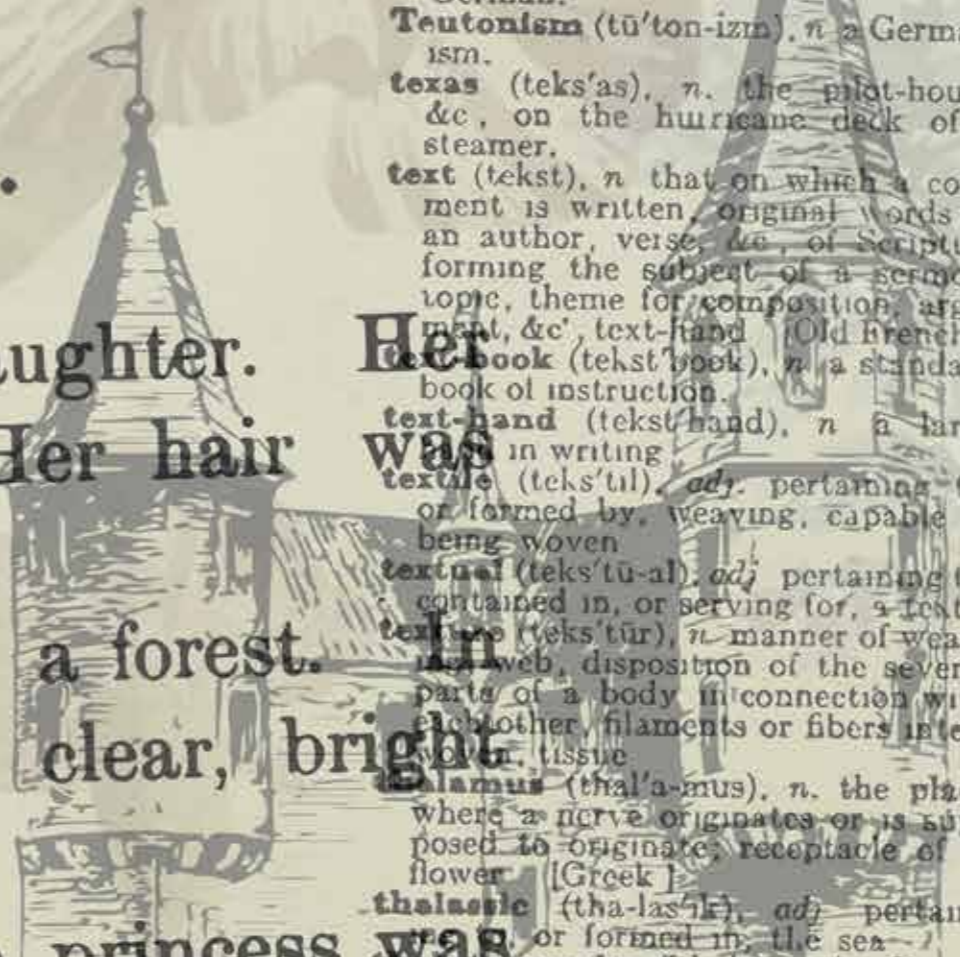 aughter. Her
Her hair was
a forest. In
clear, bright
princess was
German.
Teutonism (tū'ton-izm), n a Germa
ism.
texas (teks'as), n. the pilot-hou
&c, on the hurricane deck of
steamer.
text (tekst), n that on which a co
ment is written, original words
an author, verse, &c, of Scriptu
forming the subject of a sermo
topic, theme for composition, arg
ment, &c', text-hand Old French
text-book (tekst'book), n a standa
book of instruction.
text-hand (tekst'hand), n a lar
in writing
textile (teks'til), adj. pertaining
or formed by, weaving, capable
being woven
textual (teks'tū-al), adj pertaining
contained in, or serving for, a text
texture (teks'tūr), n manner of wea
web, disposition of the sever
parts of a body in connection wi
each other, filaments or fibers inte
woven, tissue
thalamus (thal'a-mus), n. the pla
where a nerve originates or is sup
posed to originate; receptacle of
flower [Greek]
thalassic (tha-las'ik), adj pertain
or formed in, the sea